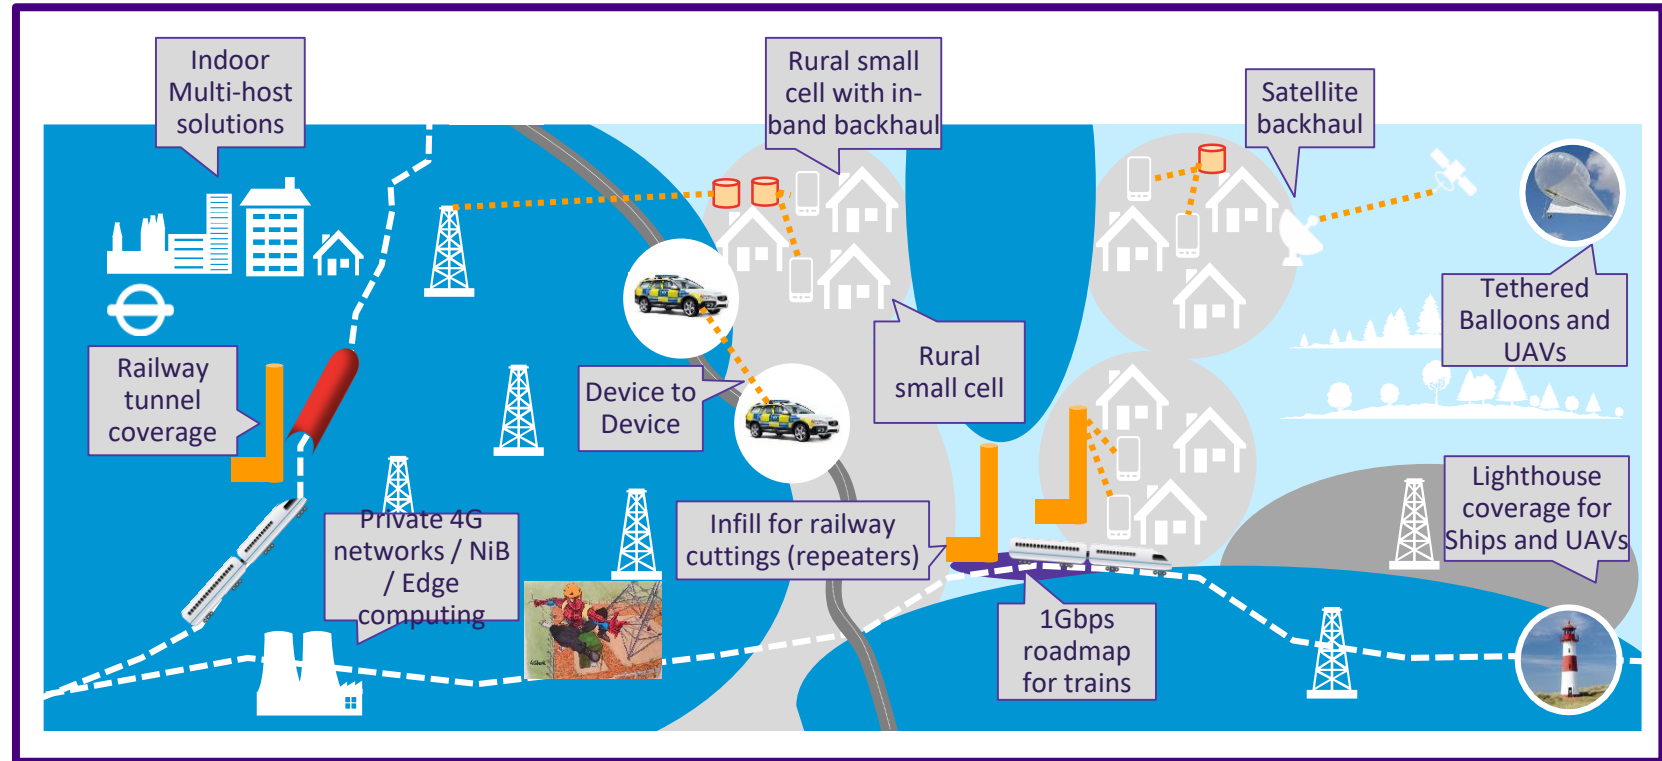 Indoor
Multi-host
solutions
Rural small
cell with in-
band backhaul
Satellite
backhaul
Tethered
Balloons and
UAVs
Railway
tunnel
coverage
Device to
Device
Rural
small cell
Lighthouse
coverage for
Ships and UAVs
Private 4G
networks / NiB
/ Edge
computing
Infill for railway
cuttings (repeaters)
1Gbps
roadmap
for trains